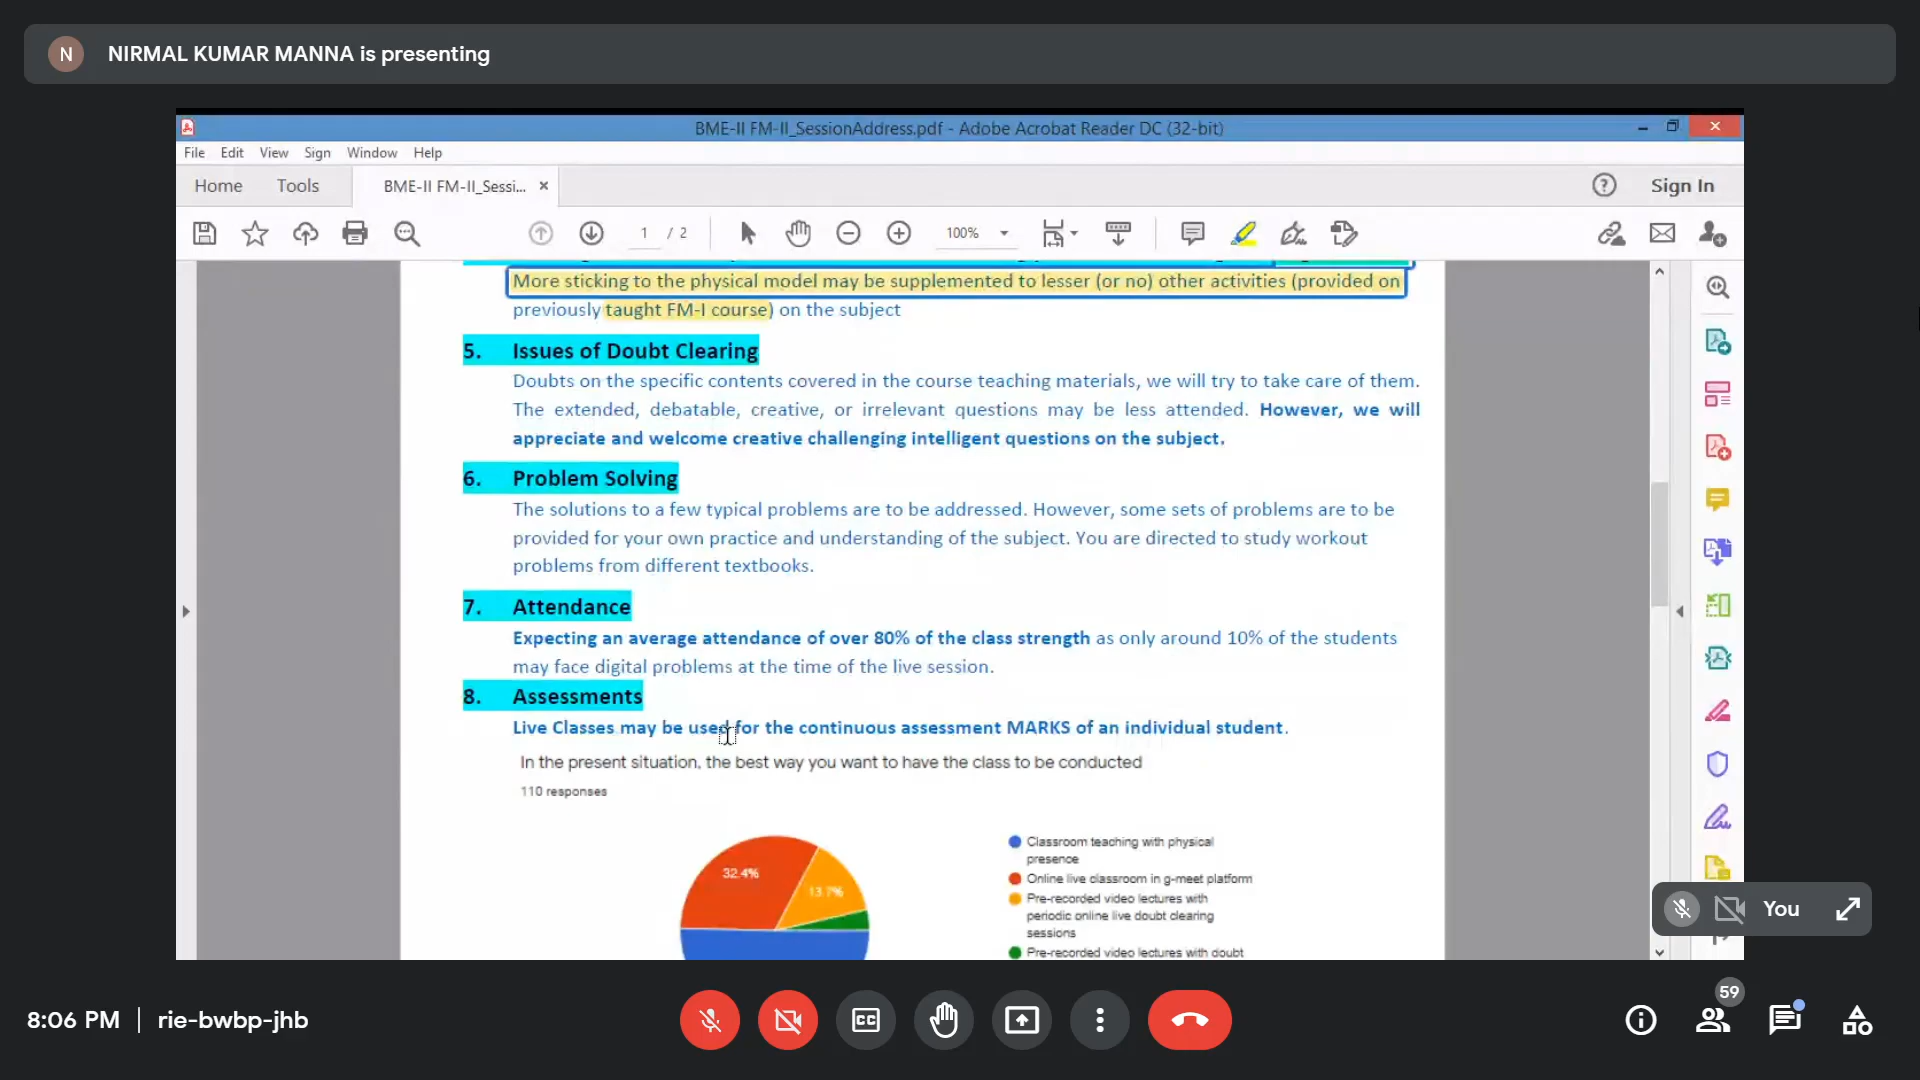 N
NIRMAL KUMAR MANNA is presenting
BME-II FM-II_SessionAddress.pdf - Adobe Acrobat Reader DC (32-bit)
File Edit View Sign Window Help
Home Tools BME-II FM-II_Sessi... Sign In
1 / 2 100%
More sticking to the physical model may be supplemented to lesser (or no) other activities (provided on
previously taught FM-I course) on the subject
5. Issues of Doubt Clearing
Doubts on the specific contents covered in the course teaching materials, we will try to take care of them.
The extended, debatable, creative, or irrelevant questions may be less attended. However, we will
appreciate and welcome creative challenging intelligent questions on the subject.
6. Problem Solving
The solutions to a few typical problems are to be addressed. However, some sets of problems are to be
provided for your own practice and understanding of the subject. You are directed to study workout
problems from different textbooks.
7. Attendance
Expecting an average attendance of over 80% of the class strength as only around 10% of the students
may face digital problems at the time of the live session.
8. Assessments
Live Classes may be used for the continuous assessment MARKS of an individual student.
In the present situation, the best way you want to have the class to be conducted
110 responses
32.4%
13.7%
Classroom teaching with physical
presence
Online live classroom in g-meet platform
Pre-recorded video lectures with
periodic online live doubt clearing
sessions
Pre-recorded video lectures with doubt
You
8:06 PM | rie-bwbp-jhb
CC
59